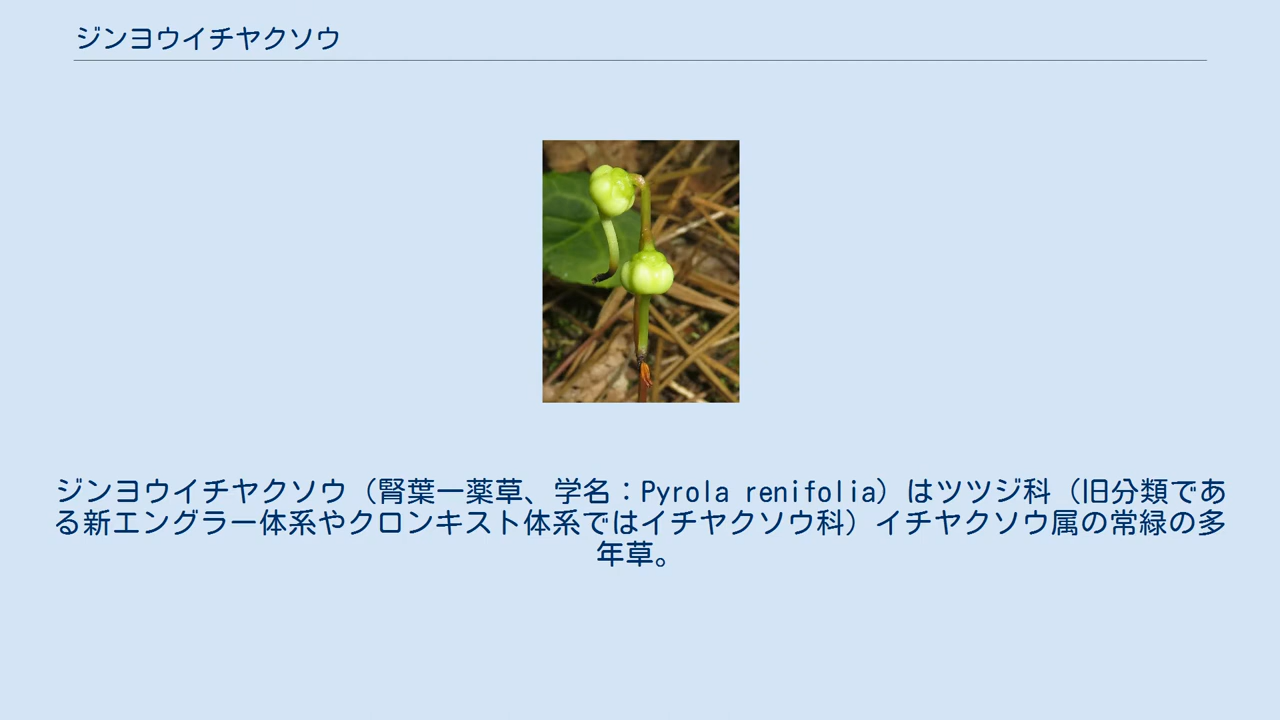 ジンヨウイチヤクソウ
ジンヨウイチヤクソウ（腎葉一薬草、学名：Pyrola renifolia）はツツジ科（旧分類であ
る新エングラー体系やクロンキスト体系ではイチヤクソウ科）イチヤクソウ属の常緑の多
年草。